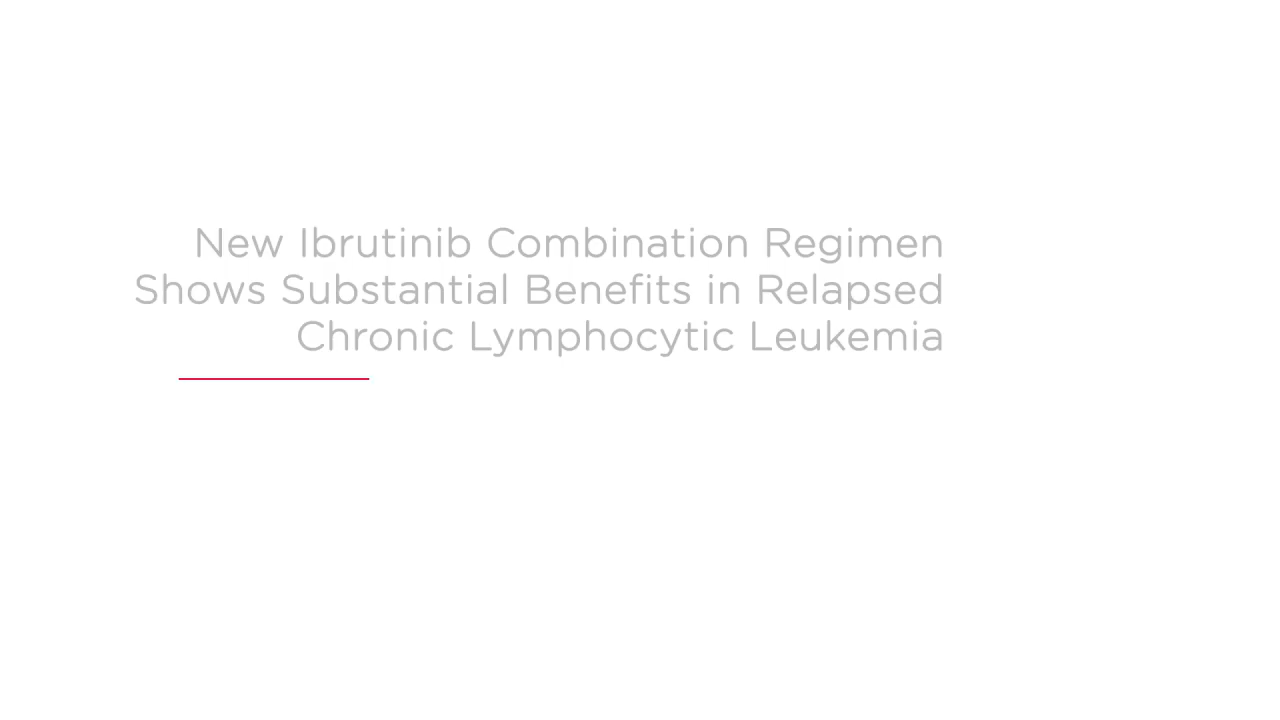 New Ibrutinib Combination Regimen
Shows Substantial Benefits in Relapsed
Chronic Lymphocytic Leukemia